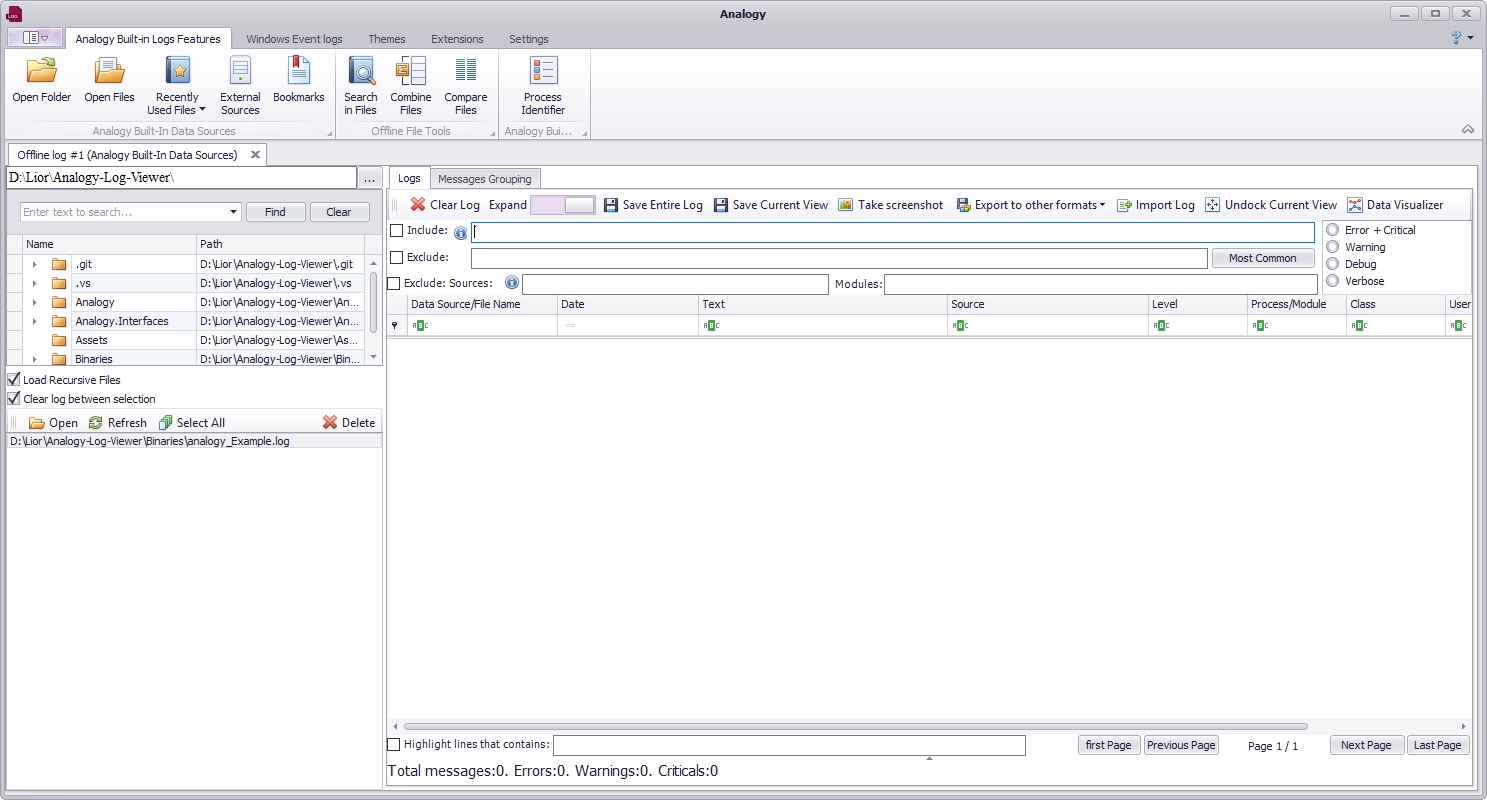 Analogy
LOG
Analogy Built-in Logs Features Windows Event logs Themes Extensions Settings
Open Folder Open Files Recently Used Files External Sources Bookmarks Search in Files Combine Files Compare Files Process Identifier
Analogy Built-In Data Sources Offline File Tools Analogy Bui...
Offline log #1 (Analogy Built-In Data Sources)
D:\Lior\Analogy-Log-Viewer\ ...
Enter text to search... Find Clear
Name Path
.git D:\Lior\Analogy-Log-Viewer\.git
.vs D:\Lior\Analogy-Log-Viewer\.vs
Analogy D:\Lior\Analogy-Log-Viewer\An...
Analogy.Interfaces D:\Lior\Analogy-Log-Viewer\An...
Assets D:\Lior\Analogy-Log-Viewer\As...
Binaries D:\Lior\Analogy-Log-Viewer\Bin...
Load Recursive Files
Clear log between selection
Open Refresh Select All Delete
D:\Lior\Analogy-Log-Viewer\Binaries\analogy_Example.log
Logs Messages Grouping
Clear Log Expand Save Entire Log Save Current View Take screenshot Export to other formats Import Log Undock Current View Data Visualizer
Include:
Exclude: Most Common
Exclude: Sources: Modules:
Error + Critical
Warning
Debug
Verbose
Data Source/File Name Date Text Source Level Process/Module Class User
ABC = ABC ABC ABC ABC ABC ABC
Highlight lines that contains: first Page Previous Page Page 1 / 1 Next Page Last Page
Total messages:0. Errors:0. Warnings:0. Criticals:0